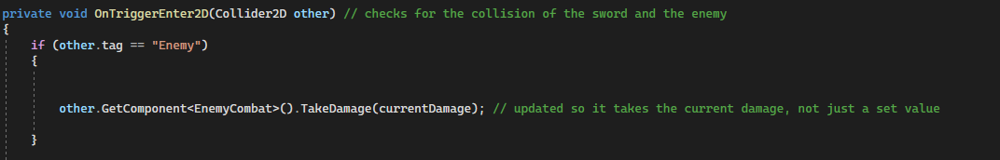 private void OnTriggerEnter2D(Collider2D other) // checks for the collision of the sword and the enemy
{
if (other.tag == "Enemy")
{
other.GetComponent<EnemyCombat>().TakeDamage(currentDamage); // updated so it takes the current damage, not just a set value
}